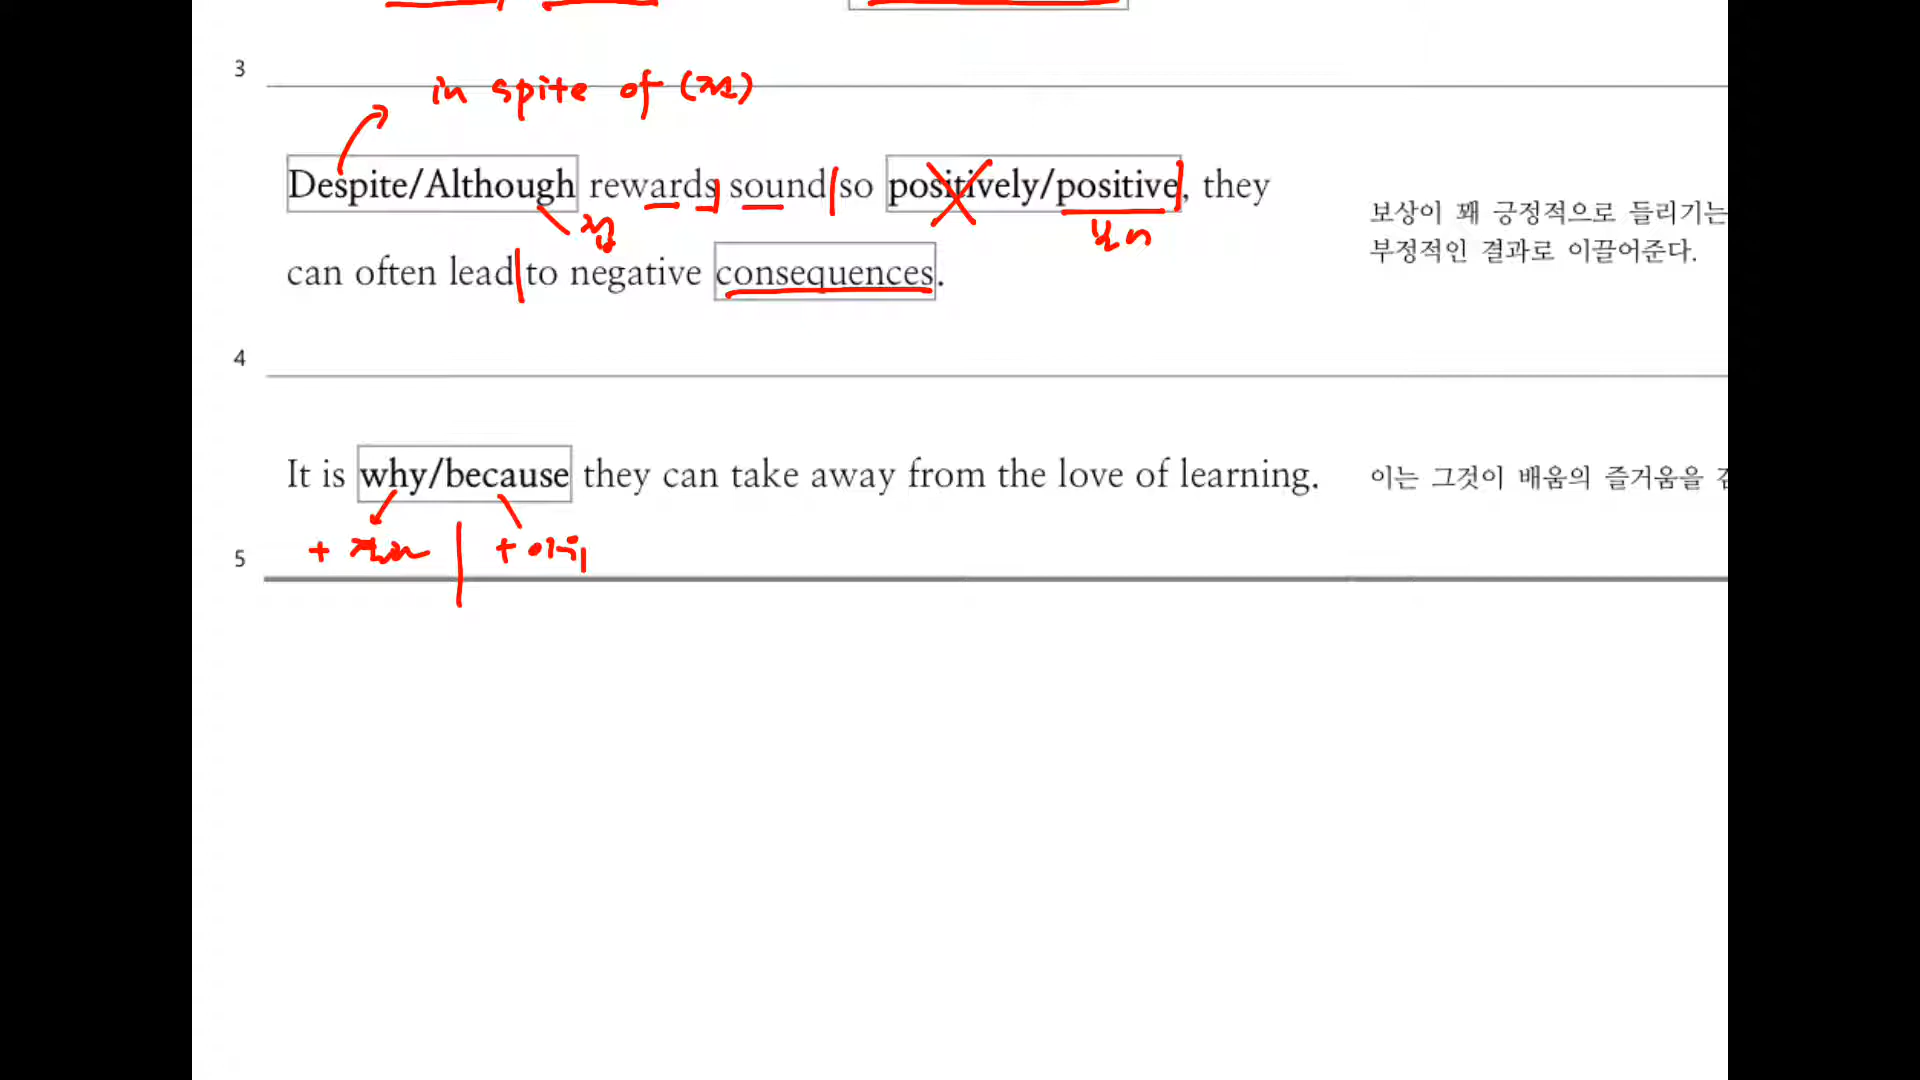 3
in spite of (전)
Despite/Although rewards sound so positively/positive, they
접
보상이 꽤 긍정적으로 들리기는
can often lead to negative consequences.
부정적인 결과로 이끌어준다.
4
It is why/because they can take away from the love of learning.
이는 그것이 배움의 즐거움을
+ | + 이유
5